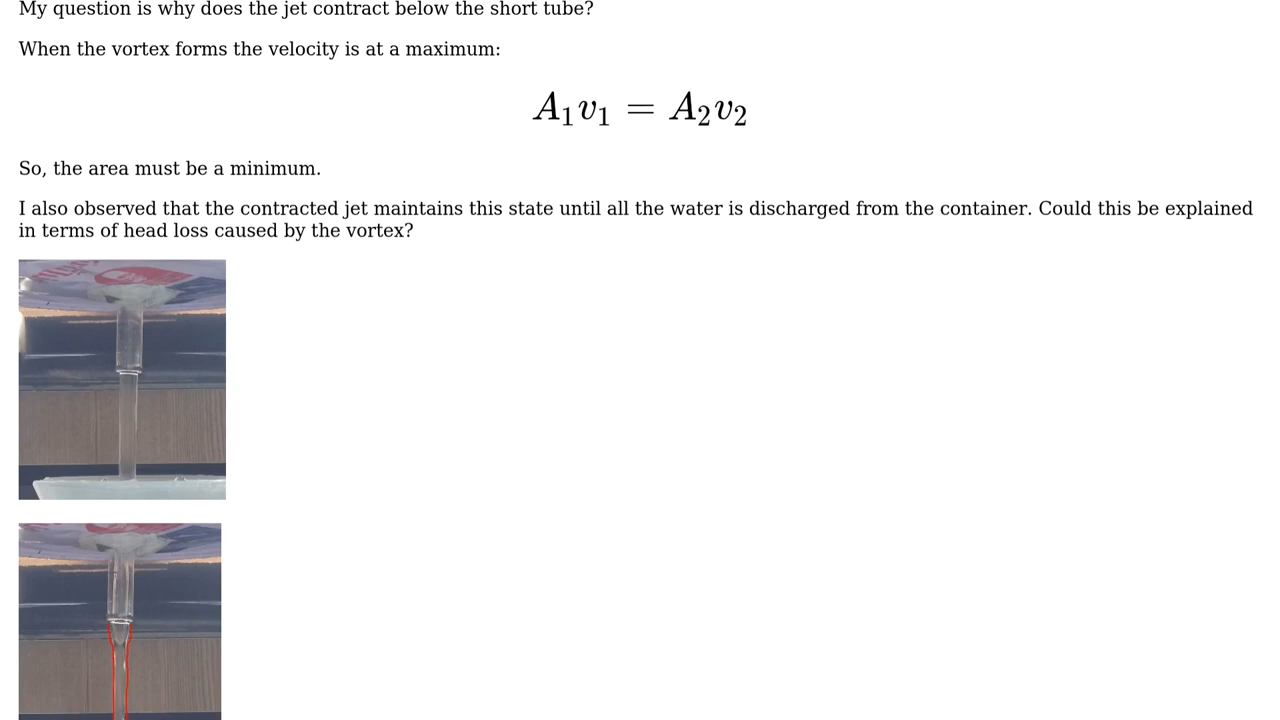 My question is why does the jet contract below the short tube?
When the vortex forms the velocity is at a maximum:
A₁v₁ = A₂v₂
So, the area must be a minimum.
I also observed that the contracted jet maintains this state until all the water is discharged from the container. Could this be explained
in terms of head loss caused by the vortex?